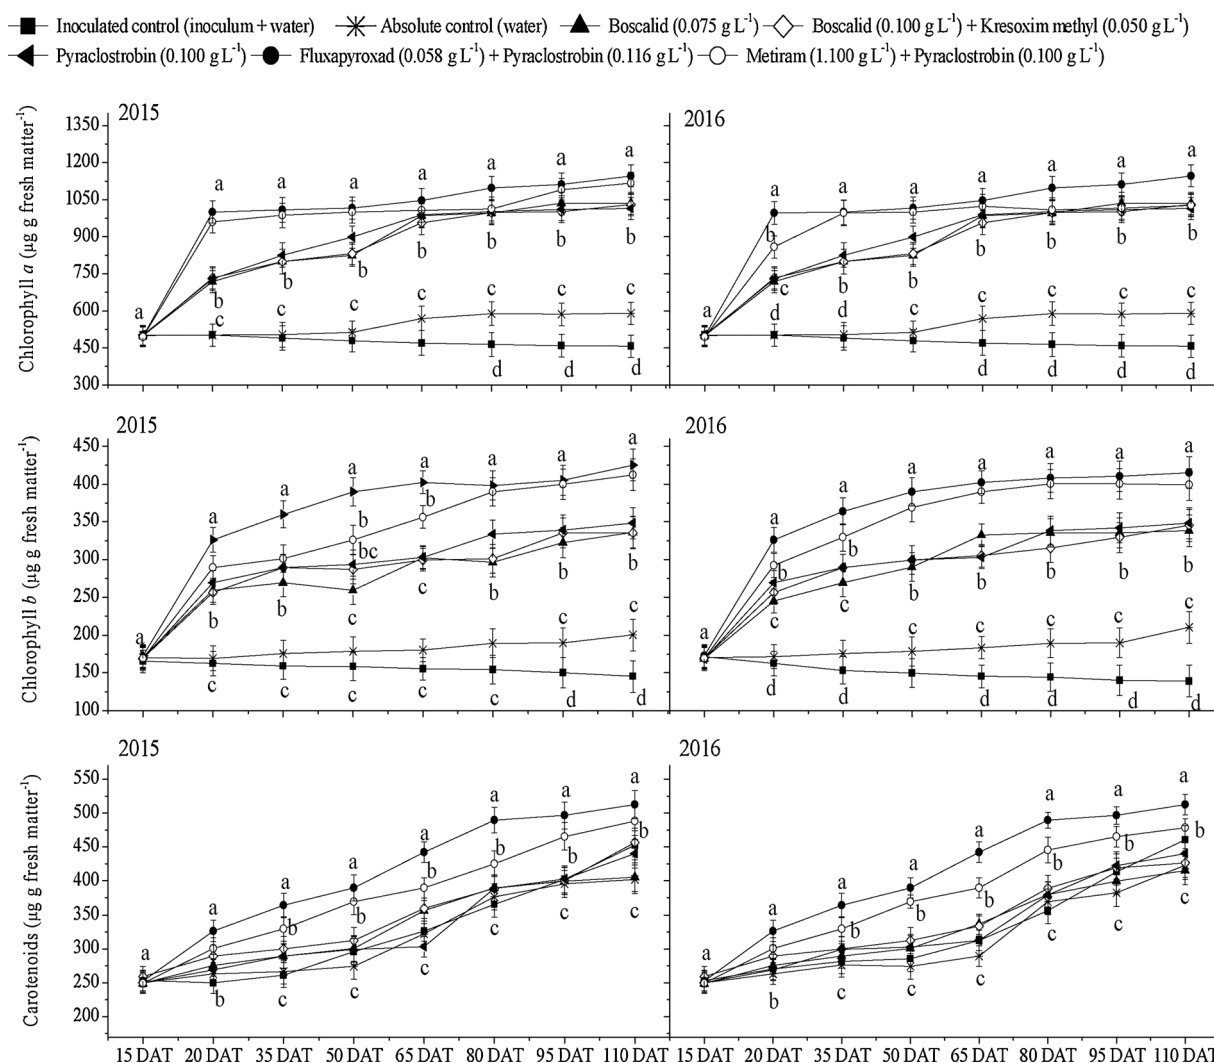 Inoculated control (inoculum + water) Absolute control (water) Boscalid (0.075 g L-1) Boscalid (0.100 g L-1) + Kresoxim methyl (0.050 g L-1)
Pyraclostrobin (0.100 g L-1) Fluxapyroxad (0.058 g L-1) + Pyraclostrobin (0.116 g L-1) Metiram (1.100 g L-1) + Pyraclostrobin (0.100 g L-1)
Chlorophyll a (µg g fresh matter-1)
2015
1350
1200
1050
900
750
600
450
300
a a a a a a a a
b b b b b b b
c c c c c c c
d d d
2016
a a a a a a a a
b b b b b b b
c c c c c c
d d d d d d
Chlorophyll b (µg g fresh matter-1)
2015
450
400
350
300
250
200
150
100
a a a a a a a a
b b b bc b b b b
c c c c c c c c
c d d
2016
a a a a a a a a
b b b b b b b
c c c c c c c
d d d d d d
Carotenoids (µg g fresh matter-1)
2015
550
500
450
400
350
300
250
200
a a a a a a a a
b b b b b b b
c c c c c c
15 DAT 20 DAT 35 DAT 50 DAT 65 DAT 80 DAT 95 DAT 110 DAT
2016
a a a a a a a a
b b b b b b b
c c c c c c
15 DAT 20 DAT 35 DAT 50 DAT 65 DAT 80 DAT 95 DAT 110 DAT